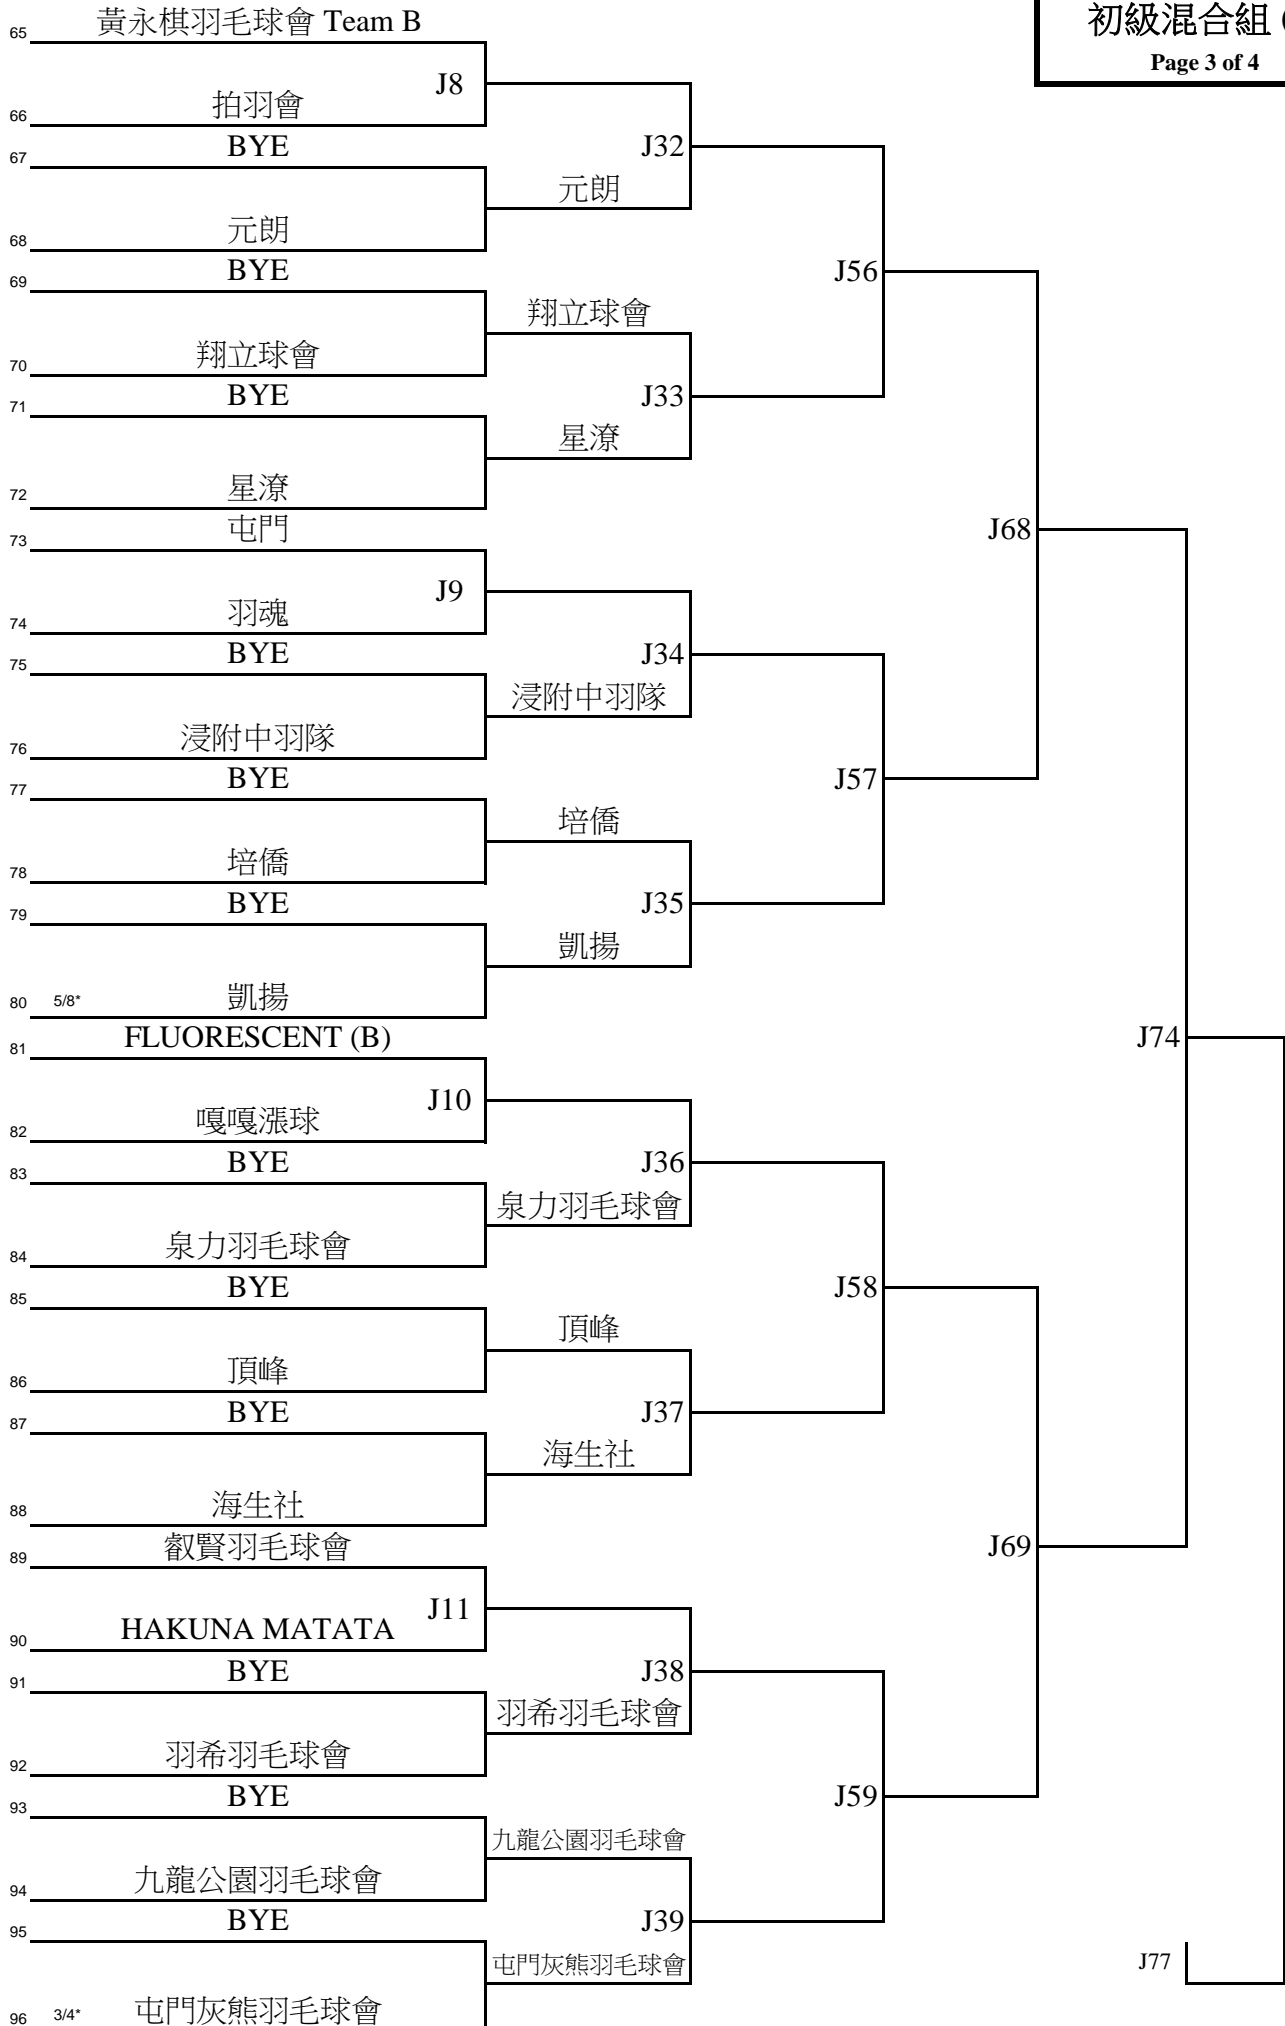 初級混合組
Page 3 of 4
65 黃永棋羽毛球會 Team B
J8
66 拍羽會
67 BYE
J32
元朗
68 元朗
69 BYE
J56
翔立球會
70 翔立球會
71 BYE
J33
星潦
72 星潦
73 屯門
J68
J9
74 羽魂
75 BYE
J34
浸附中羽隊
76 浸附中羽隊
77 BYE
J57
培僑
78 培僑
79 BYE
J35
凱揚
80 5/8* 凱揚
81 FLUORESCENT (B)
J74
J10
82 嘎嘎漲球
83 BYE
J36
泉力羽毛球會
84 泉力羽毛球會
85 BYE
J58
頂峰
86 頂峰
87 BYE
J37
海生社
88 海生社
89 叡賢羽毛球會
J69
J11
90 HAKUNA MATATA
91 BYE
J38
羽希羽毛球會
92 羽希羽毛球會
93 BYE
J59
九龍公園羽毛球會
94 九龍公園羽毛球會
95 BYE
J39
屯門灰熊羽毛球會
J77
96 3/4* 屯門灰熊羽毛球會